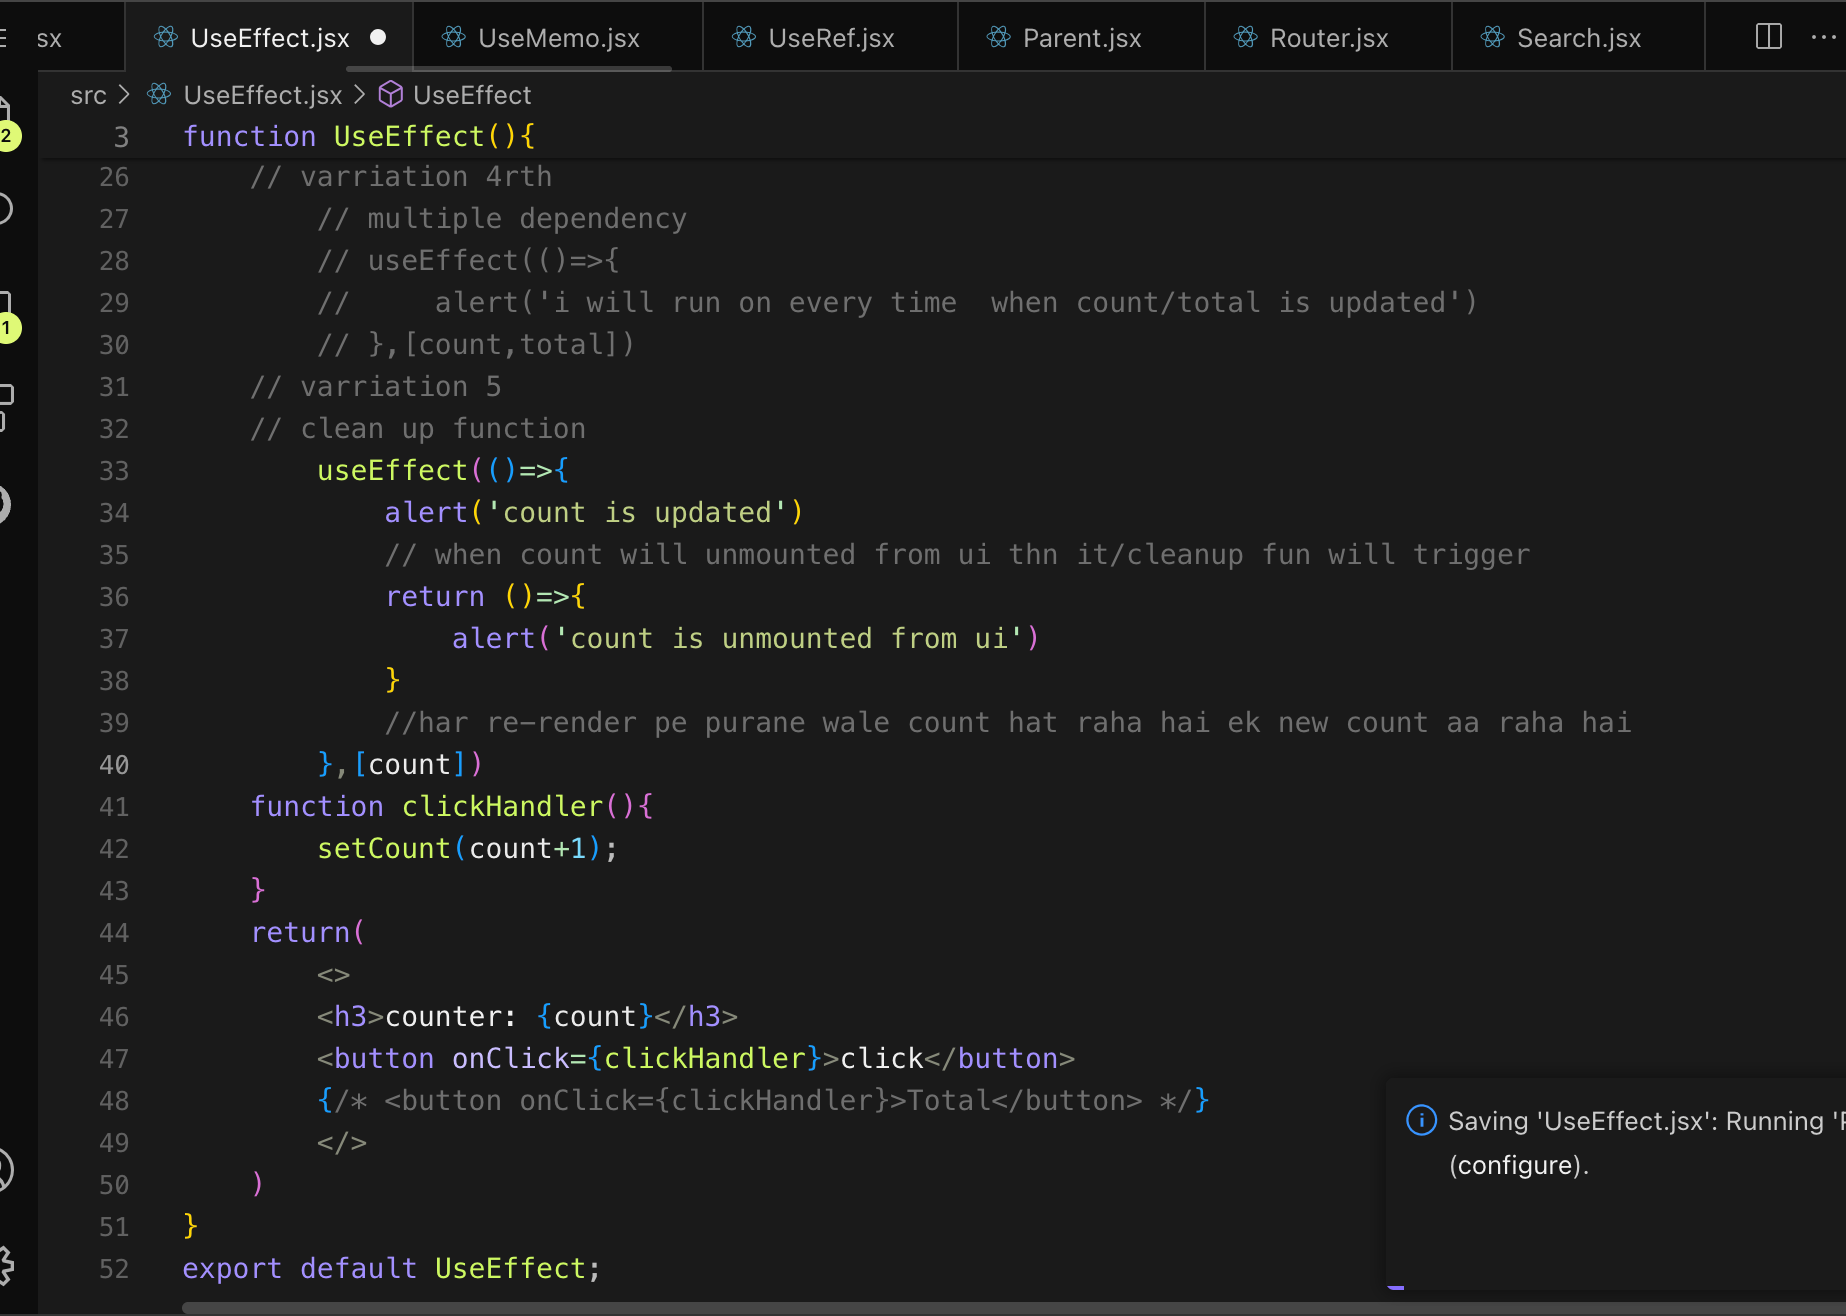 sx UseEffect.jsx UseMemo.jsx UseRef.jsx Parent.jsx Router.jsx Search.jsx ...
src > UseEffect.jsx > UseEffect
2
1
3 function UseEffect(){
26 // varriation 4rth
27 // multiple dependency
28 // useEffect(()=>{
29 //     alert('i will run on every time  when count/total is updated')
30 // },[count,total])
31 // varriation 5
32 // clean up function
33 useEffect(()=>{
34 alert('count is updated')
35 // when count will unmounted from ui thn it/cleanup fun will trigger
36 return ()=>{
37 alert('count is unmounted from ui')
38 }
39 //har re-render pe purane wale count hat raha hai ek new count aa raha hai
40 },[count])
41 function clickHandler(){
42 setCount(count+1);
43 }
44 return(
45 <>
46 <h3>counter: {count}</h3>
47 <button onClick={clickHandler}>click</button>
48 {/* <button onClick={clickHandler}>Total</button> */}
49 </>
50 )
51 }
52 export default UseEffect;
Saving 'UseEffect.jsx': Running '
(configure).